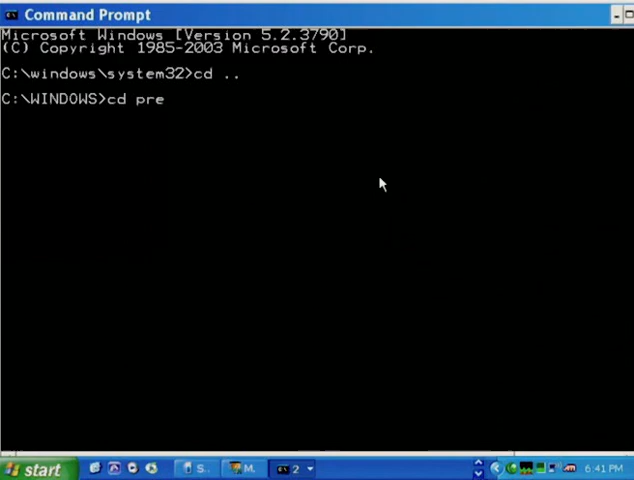 Command Prompt
Microsoft Windows [Version 5.2.3790]
(C) Copyright 1985-2003 Microsoft Corp.
C:\windows\system32>cd ..
C:\WINDOWS>cd pre
start
S..
M.
2
6:41 PM